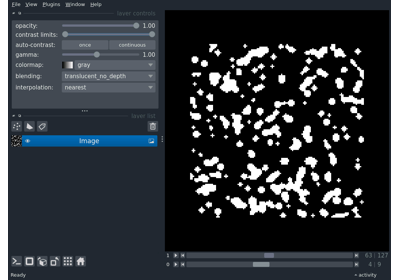 File View Plugins Window Help
layer controls
opacity: 1.00
contrast limits:
auto-contrast: once continuous
gamma: 1.00
colormap: gray
blending: translucent_no_depth
interpolation: nearest
layer list
Image
1 63 127
0 4 9
Ready activity